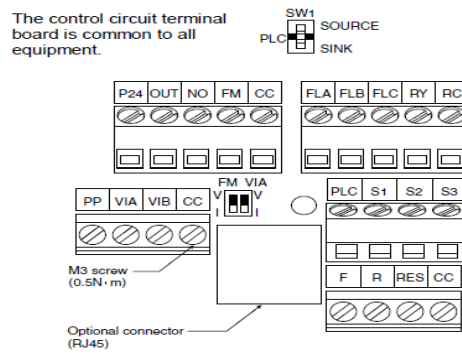 The control circuit terminal
board is common to all
equipment.
SW1
SOURCE
PLC
SINK
P24 OUT NO FM CC
FLA FLB FLC RY RC
FM VIA
V V
I I
PP VIA VIB CC
PLC S1 S2 S3
M3 screw
(0.5N·m)
F R RES CC
Optional connector
(RJ45)